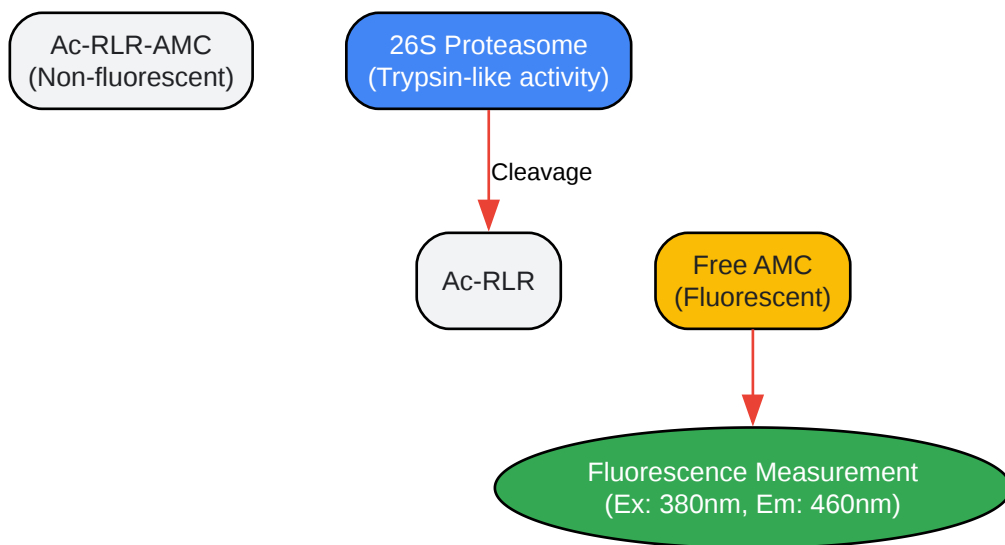 Ac-RLR-AMC
(Non-fluorescent)
26S Proteasome
(Trypsin-like activity)
Cleavage
Ac-RLR
Free AMC
(Fluorescent)
Fluorescence Measurement
(Ex: 380nm, Em: 460nm)